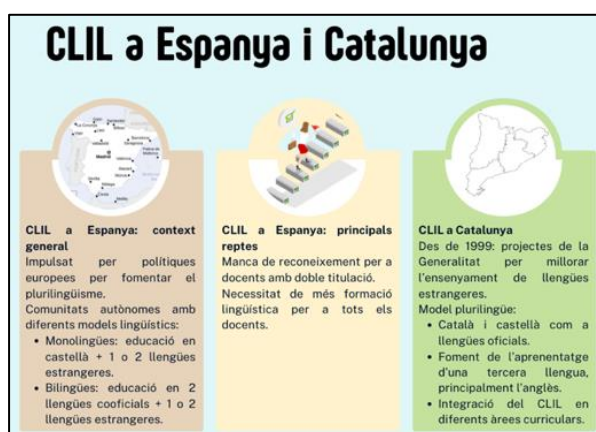 CLIL a Espanya i Catalunya
CLIL a Espanya: context
general
Impulsat per polítiques
europees per fomentar el
plurilingüisme.
Comunitats autònomes amb
diferents models lingüístics:
• Monolingües: educació en
castellà + 1 o 2 llengües
estrangeres.
• Bilingües: educació en 2
llengües cooficials + 1 o 2
llengües estrangeres.
CLIL a Espanya: principals
reptes
Manca de reconeixement per a
docents amb doble titulació.
Necessitat de més formació
lingüística per a tots els
docents.
CLIL a Catalunya
Des de 1999: projectes de la
Generalitat per millorar
l'ensenyament de llengües
estrangeres.
Model plurilingüe:
• Català i castellà com a
llengües oficials.
• Foment de l'aprenentatge
d'una tercera llengua,
principalment l'anglès.
• Integració del CLIL en
diferents àrees curriculars.